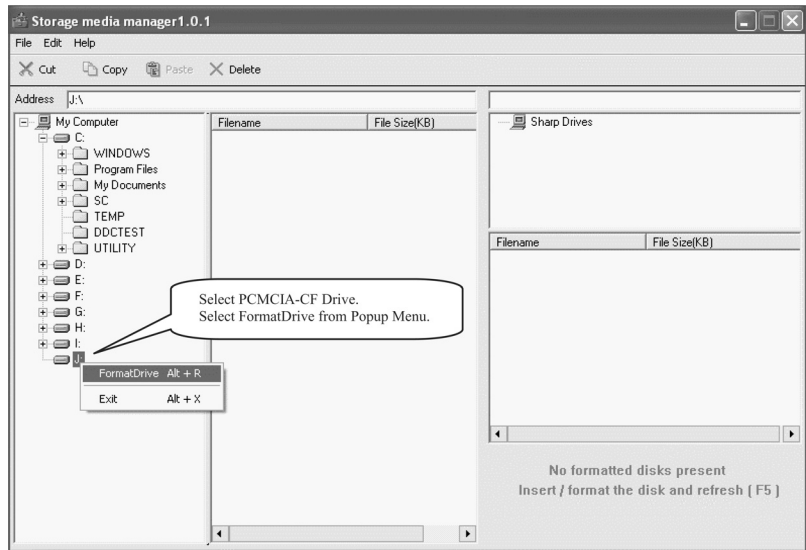 Storage media manager1.0.1
File Edit Help
Cut Copy Paste Delete
Address J:\
My Computer
C:
WINDOWS
Program Files
My Documents
SC
TEMP
DDCTEST
UTILITY
D:
E:
F:
G:
H:
I:
J:
FormatDrive Alt + R
Exit Alt + X
Filename File Size(KB)
Select PCMCIA-CF Drive.
Select FormatDrive from Popup Menu.
Sharp Drives
Filename File Size(KB)
No formatted disks present
Insert / format the disk and refresh ( F5 )